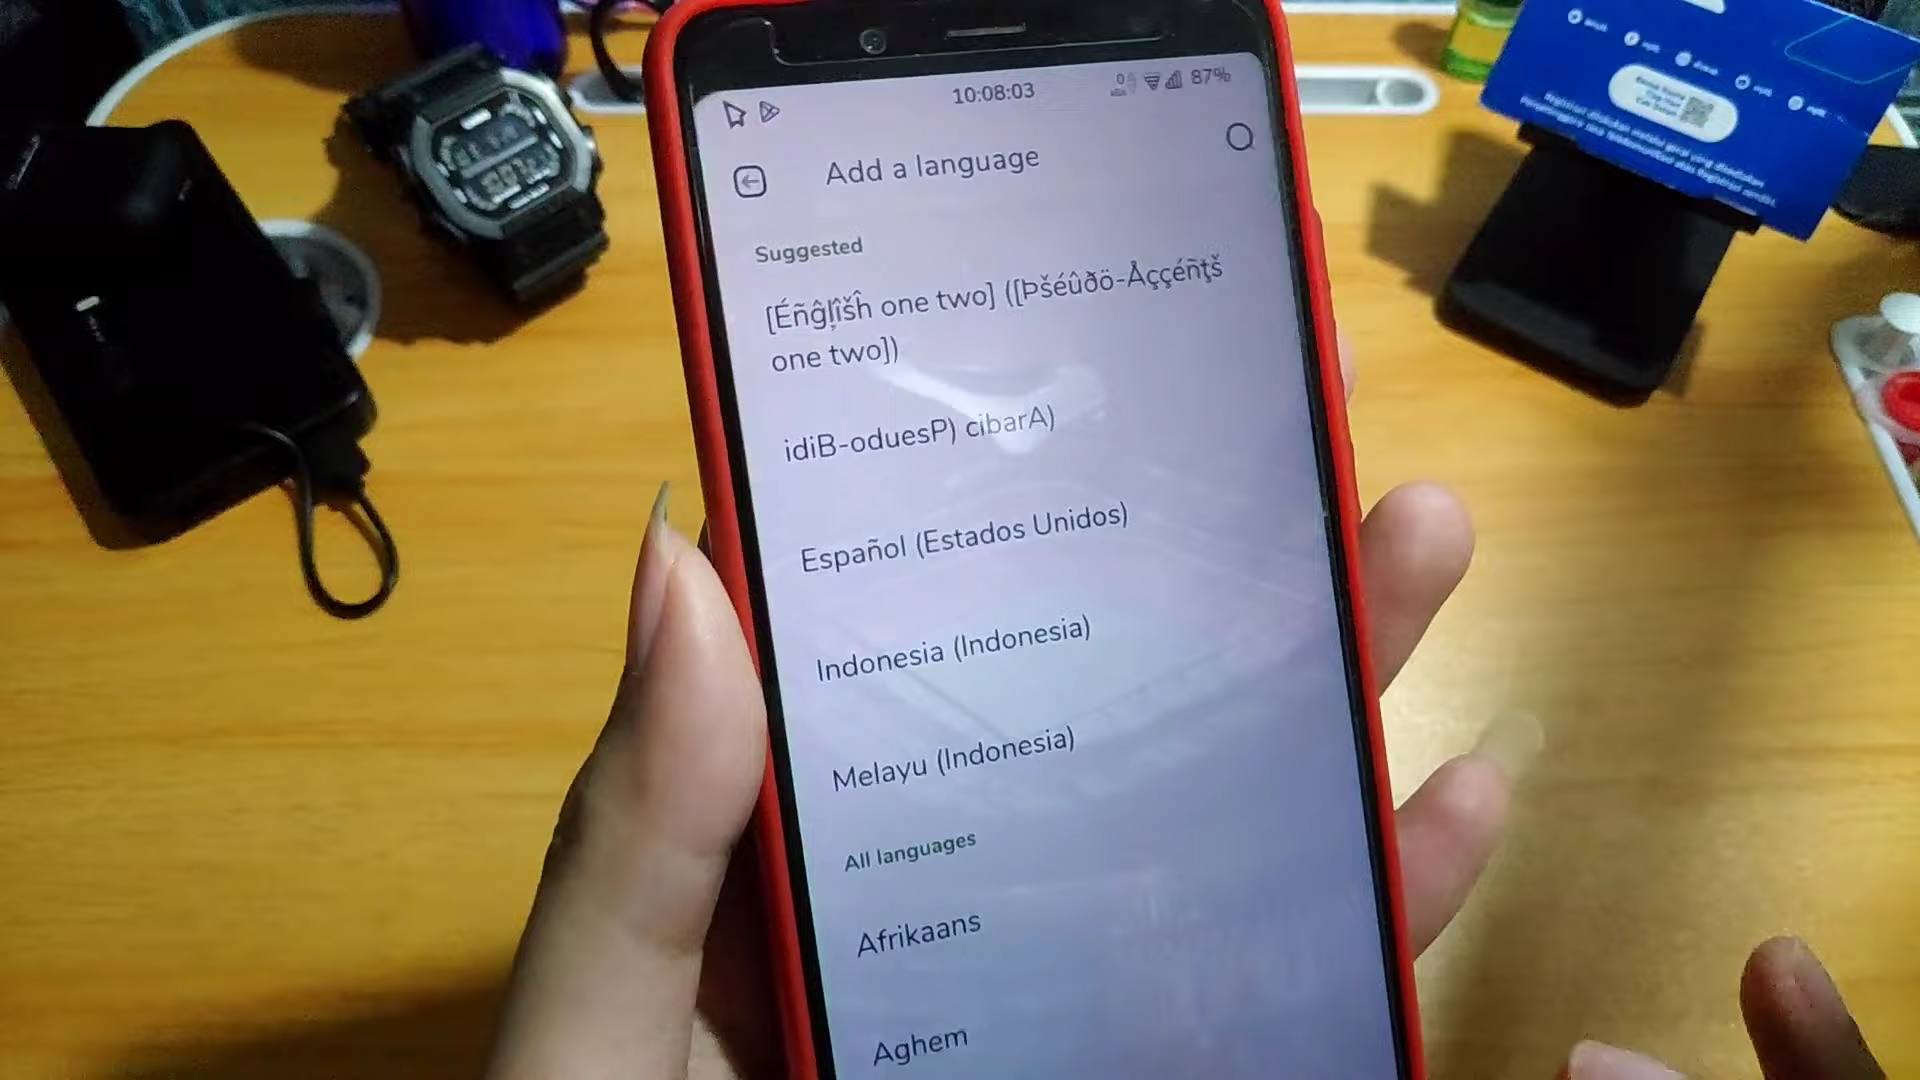 10:08:03
87%
Add a language
Suggested
[Éñĝļîšĥ one two] ([Þšéûðö-Åççéñţš
one two])
idiB-oduesP) cibarA)
Español (Estados Unidos)
Indonesia (Indonesia)
Melayu (Indonesia)
All languages
Afrikaans
Aghem